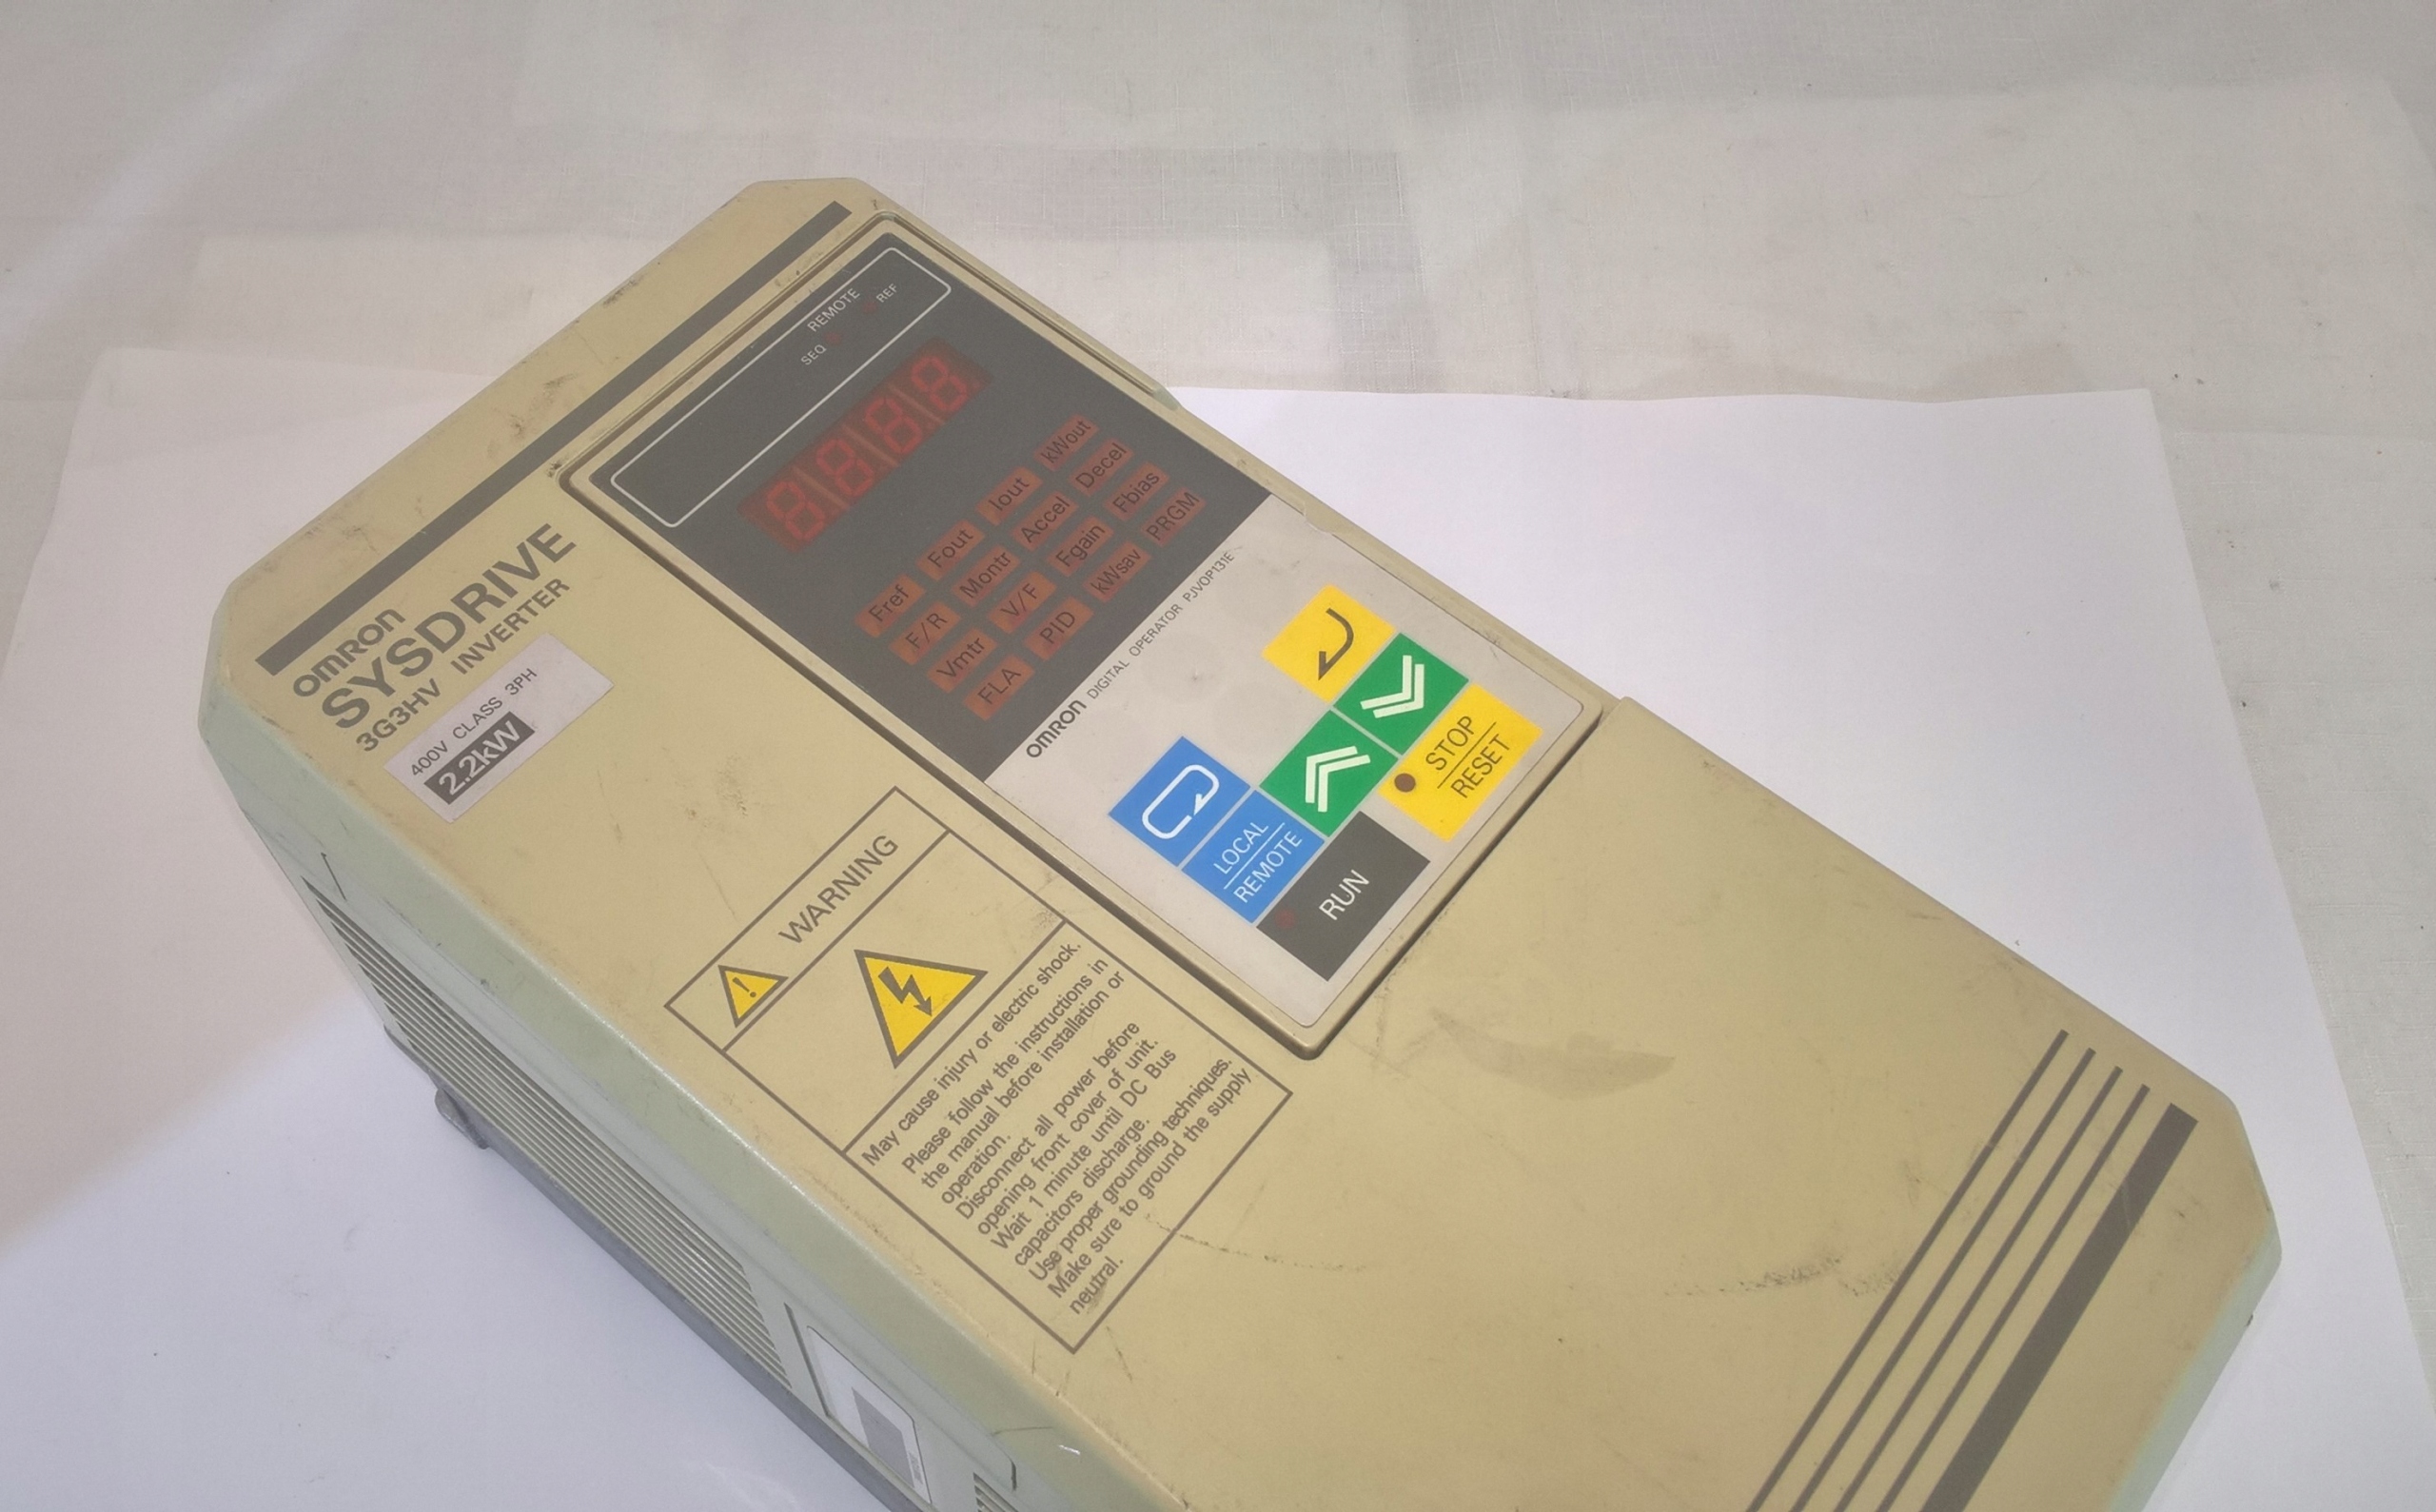 OMRON
SYSDRIVE
3G3HV INVERTER
400V CLASS 3PH
2.2kW
REMOTE
SEQ REF
8.8.8.8.
Fref Fout Iout kWout
F/R Montr Accel Decel
Vmtr V/F Fgain Fbias
FLA PID kWsav PRGM
OMRON DIGITAL OPERATOR PJVOP131E
LOCAL
REMOTE
RUN
STOP
RESET
WARNING
May cause injury or electric shock.
Please follow the instructions in
the manual before installation or
operation.
Disconnect all power before
opening front cover of unit.
Wait 1 minute until DC Bus
capacitors discharge.
Use proper grounding techniques.
Make sure to ground the supply
neutral.